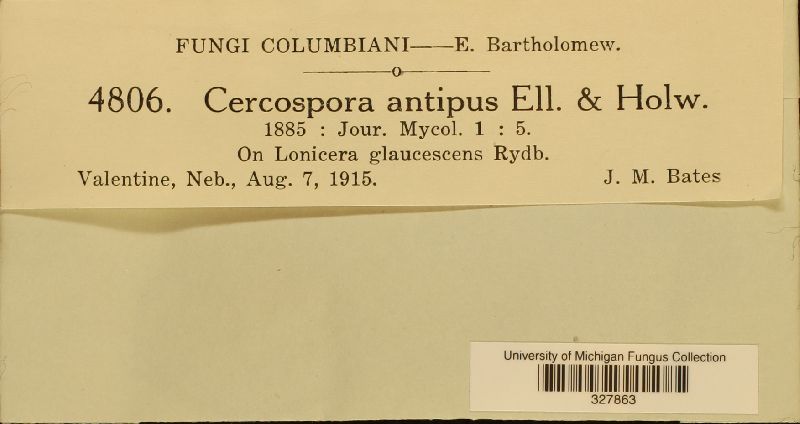 FUNGI COLUMBIANI——E. Bartholomew.
4806. Cercospora antipus Ell. & Holw.
1885 : Jour. Mycol. 1 : 5.
On Lonicera glaucescens Rydb.
Valentine, Neb., Aug. 7, 1915. J. M. Bates
University of Michigan Fungus Collection
327863